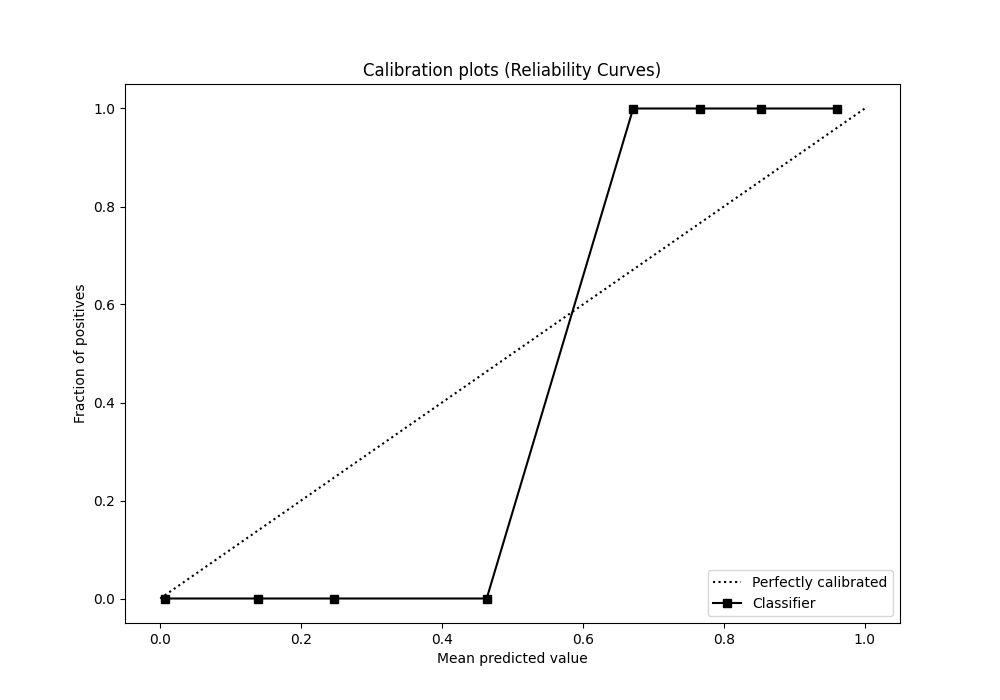 Calibration plots (Reliability Curves)
1.0
0.8
0.6
0.4
0.2
0.0
Fraction of positives
0.0 0.2 0.4 0.6 0.8 1.0
Mean predicted value
Perfectly calibrated
Classifier